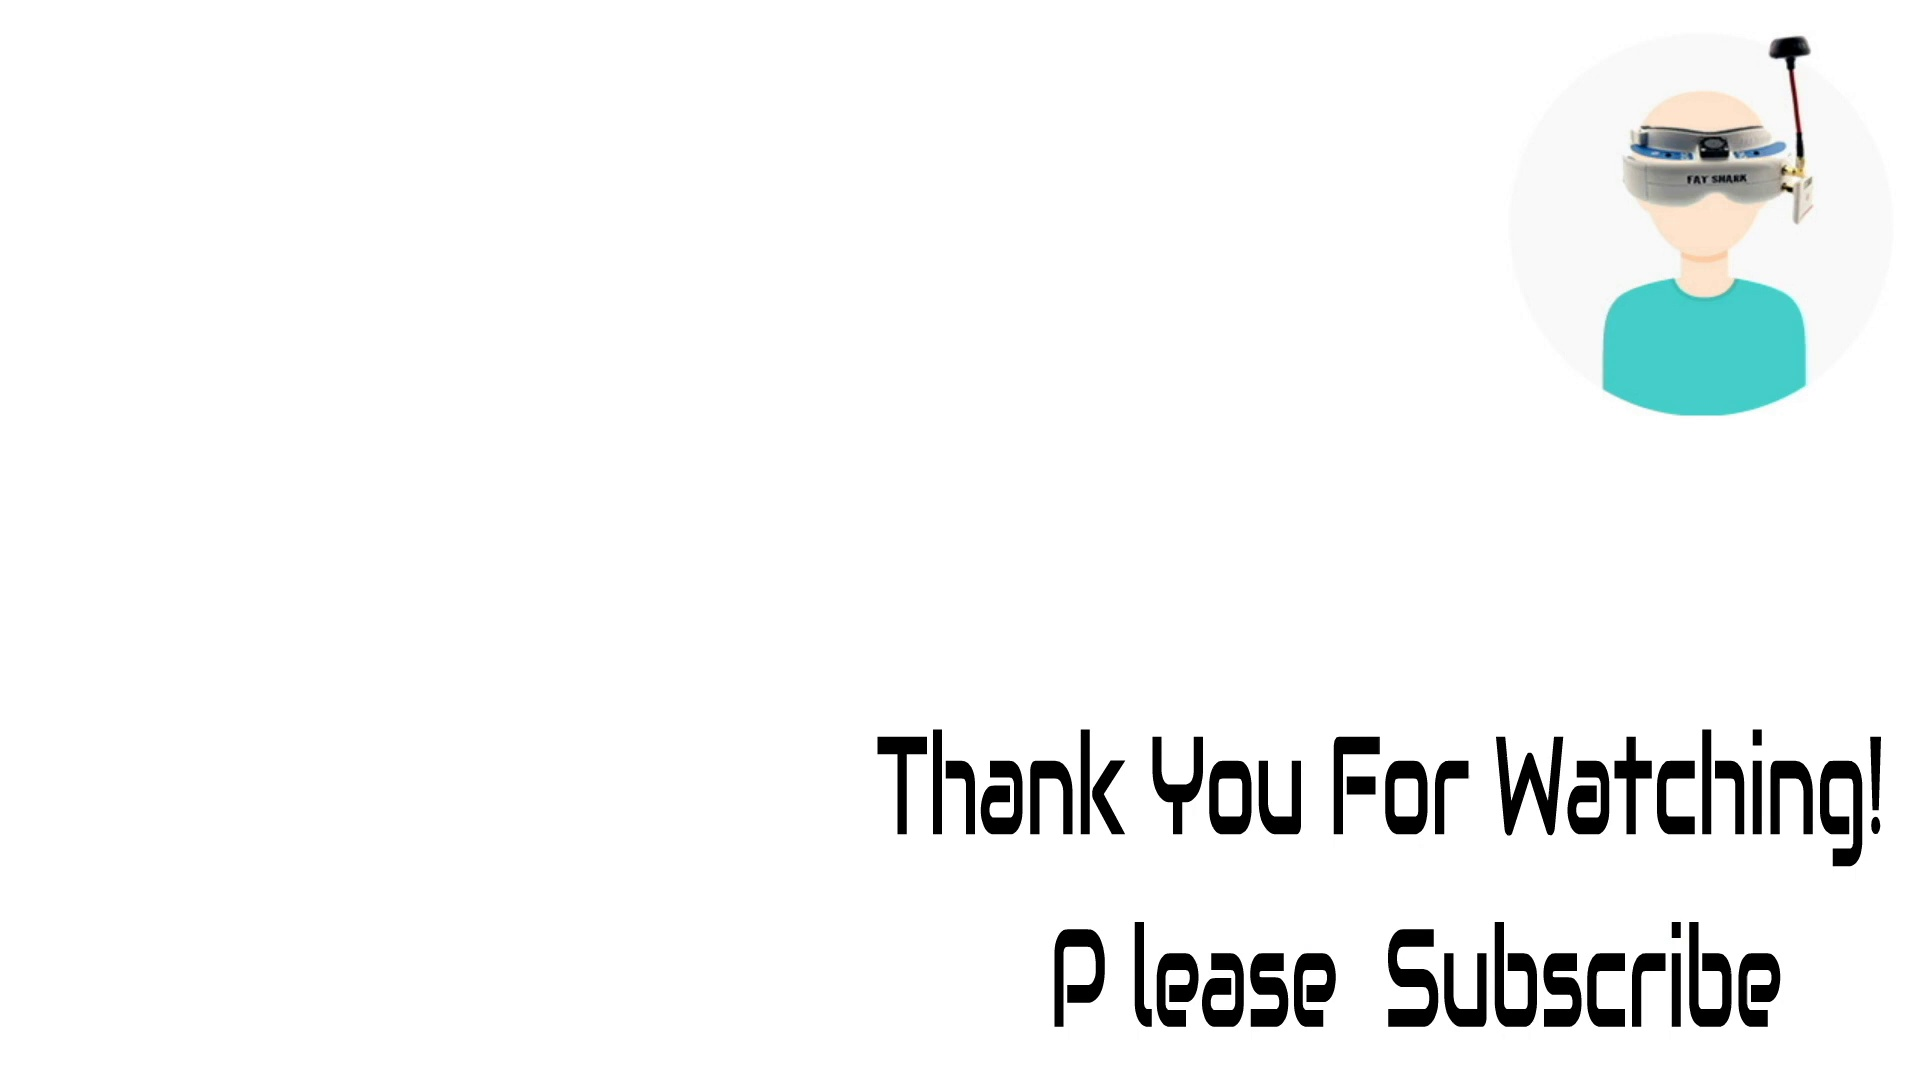 FAT SHARK
Thank You For Watching!
P lease Subscribe